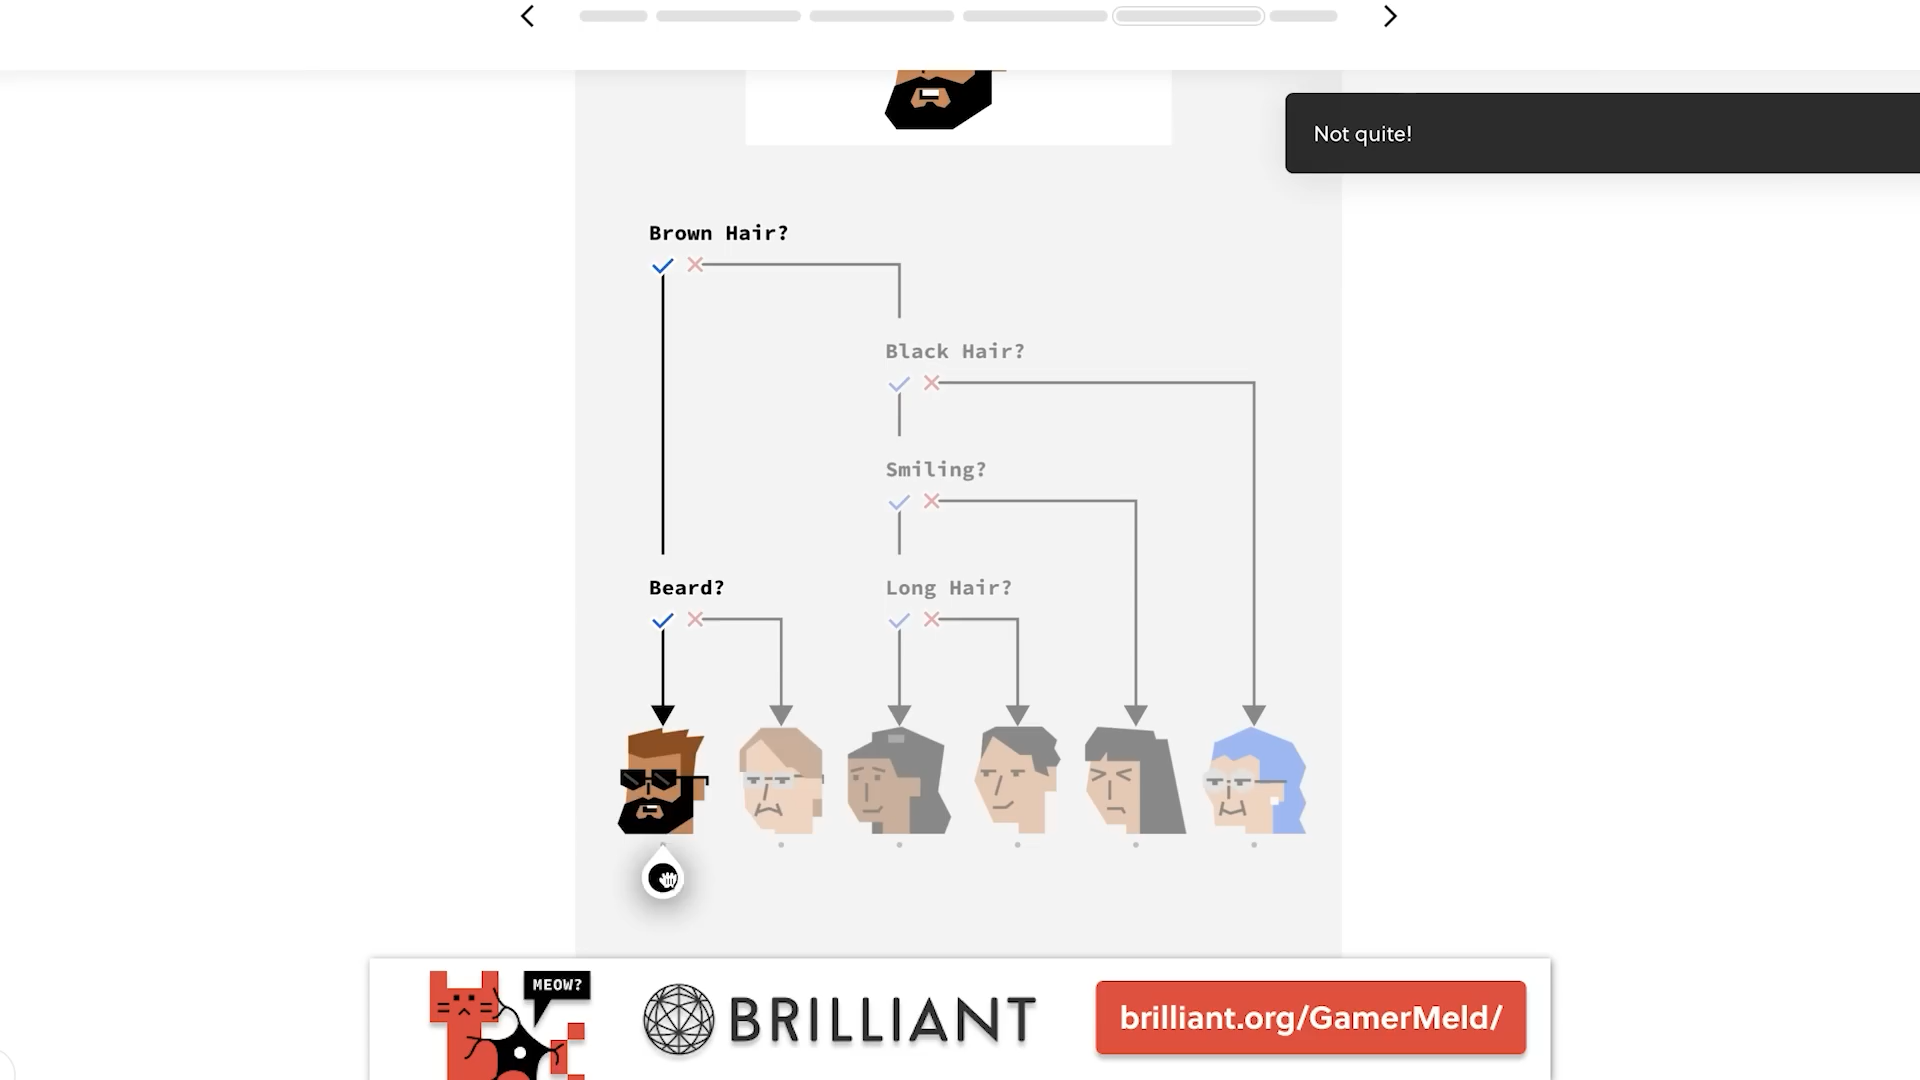 Not quite!
Brown Hair?
Black Hair?
Smiling?
Beard?
Long Hair?
MEOW?
BRILLIANT
brilliant.org/GamerMeld/